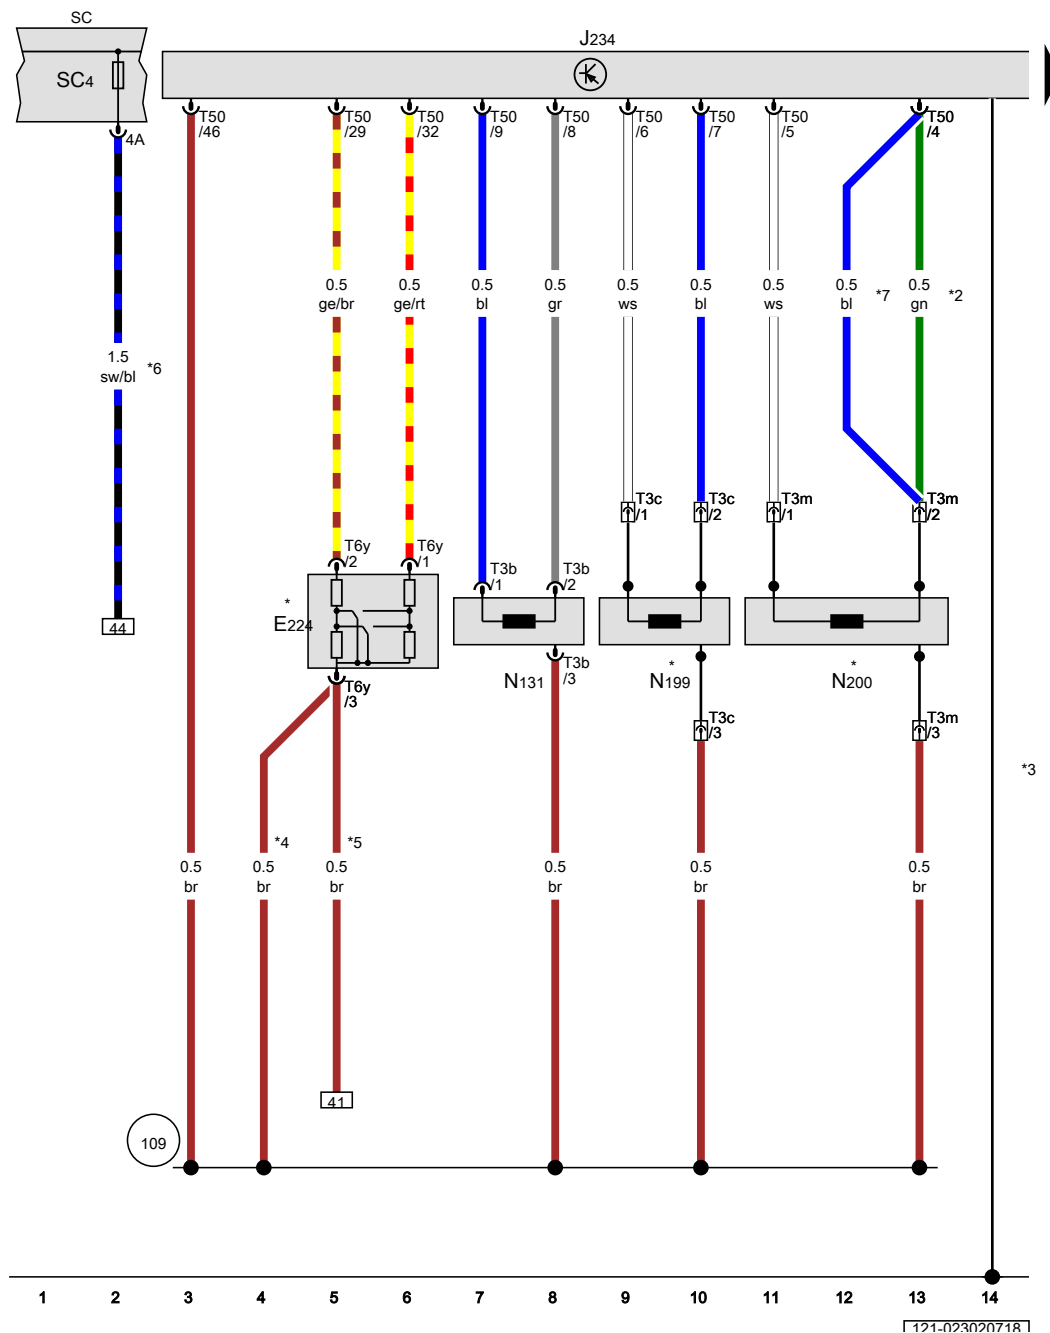 SC
J234
SC4
4A
T50 T50 T50 T50 T50 T50 T50 T50 T50
/46 /29 /32 /9 /8 /6 /7 /5 /4
0.5 0.5 0.5 0.5 0.5 0.5 0.5 0.5 0.5
ge/br ge/rt bl gr ws bl ws bl *7 gn *2
1.5
sw/bl *6
T3c T3c T3m T3m
/1 /2 /1 /2
T6y T6y
/2 /1
T3b T3b
/1 /2
*
E224
T3b
/3
N131
*
N199
*
N200
T6y
/3
T3c T3m
/3 /3
44
*3
*4 *5
0.5 0.5 0.5 0.5 0.5 0.5
br br br br br br
41
109
1 2 3 4 5 6 7 8 9 10 11 12 13 14
121-023020718